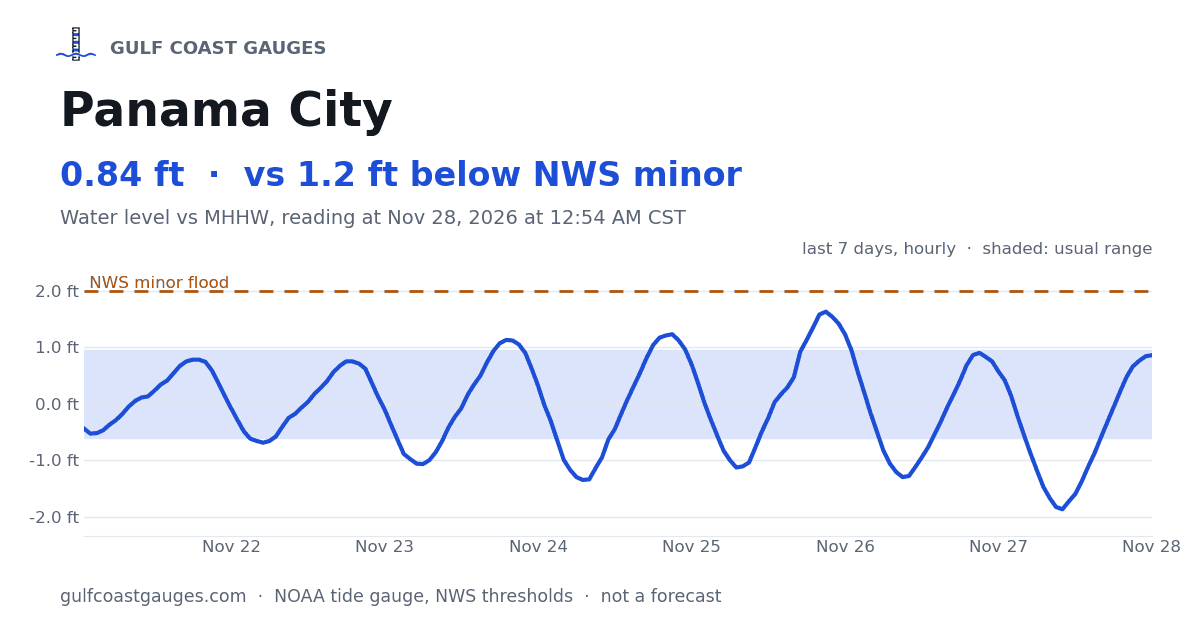 GULF COAST GAUGES
Panama City
0.84 ft · vs 1.2 ft below NWS minor
Water level vs MHHW, reading at Nov 28, 2026 at 12:54 AM CST
last 7 days, hourly · shaded: usual range
NWS minor flood
2.0 ft
1.0 ft
0.0 ft
-1.0 ft
-2.0 ft
Nov 22 Nov 23 Nov 24 Nov 25 Nov 26 Nov 27 Nov 28
gulfcoastgauges.com · NOAA tide gauge, NWS thresholds · not a forecast